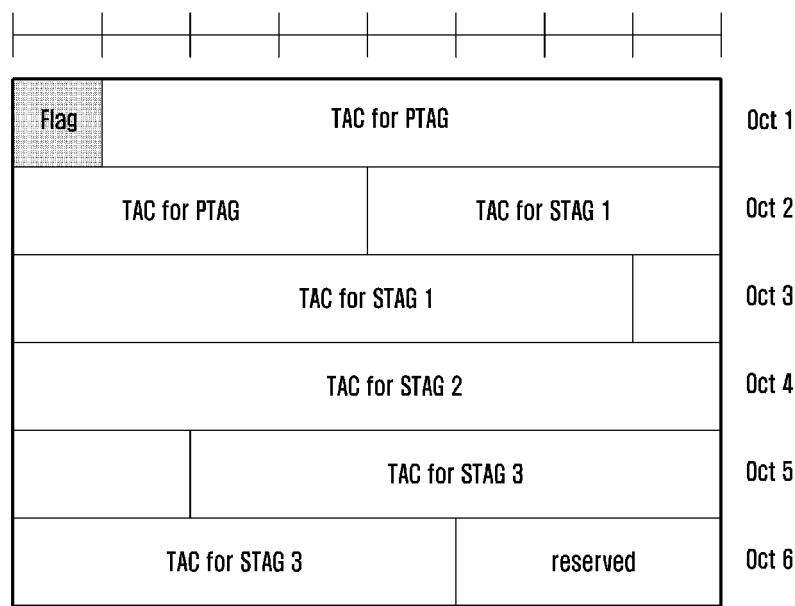 Flag TAC for PTAG Oct 1
TAC for PTAG TAC for STAG 1 Oct 2
TAC for STAG 1 Oct 3
TAC for STAG 2 Oct 4
TAC for STAG 3 Oct 5
TAC for STAG 3 reserved Oct 6